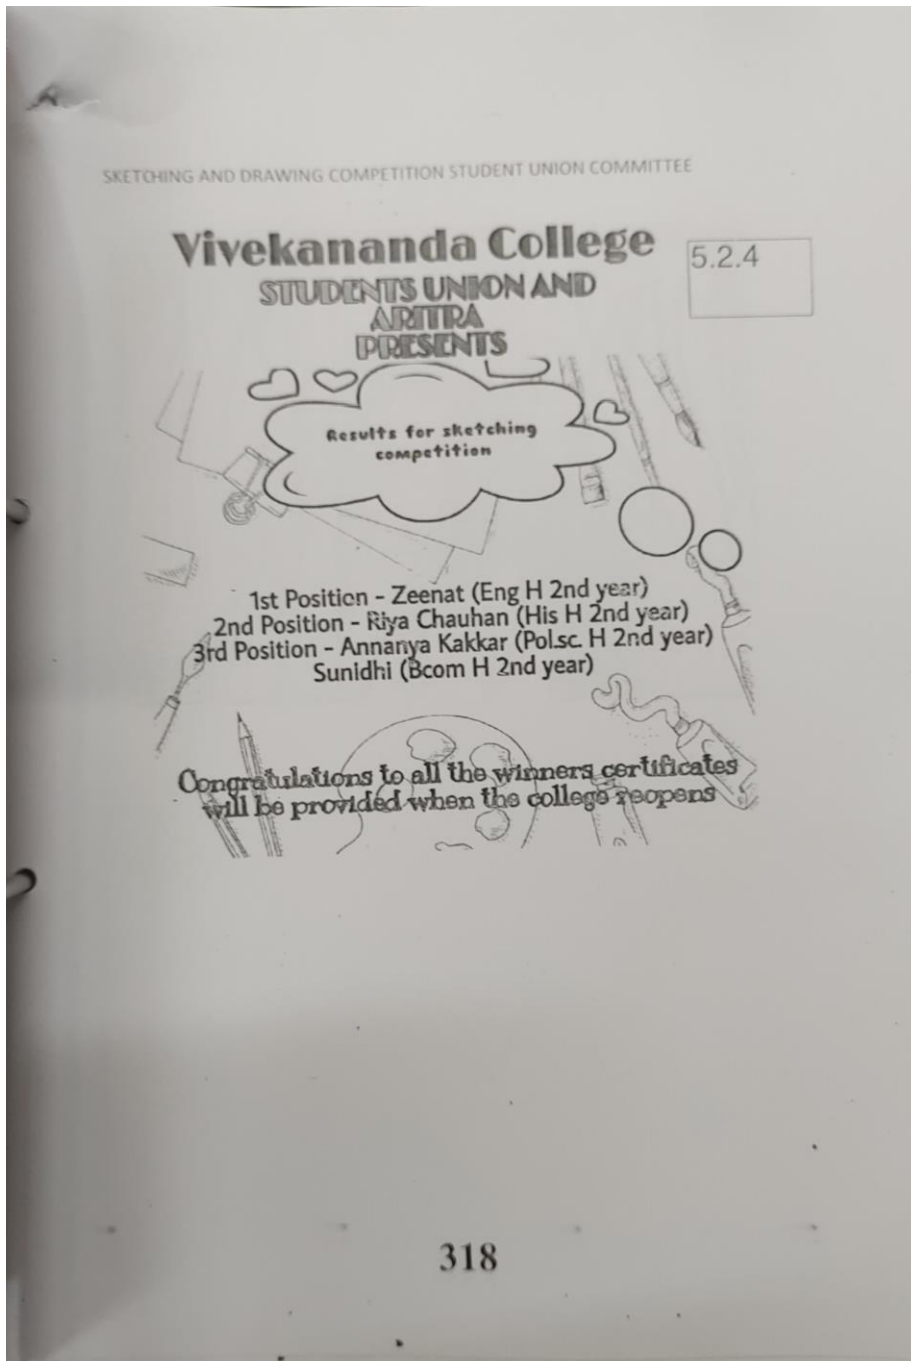 SKETCHING AND DRAWING COMPETITION STUDENT UNION COMMITTEE
Vivekananda College
5.2.4
STUDENTS UNION AND
ARITRA
PRESENTS
Results for sketching
competition
1st Position - Zeenat (Eng H 2nd year)
2nd Position - Riya Chauhan (His H 2nd year)
3rd Position - Annanya Kakkar (Pol.sc. H 2nd year)
Sunidhi (Bcom H 2nd year)
Congratulations to all the winners certificates
will be provided when the college reopens
318